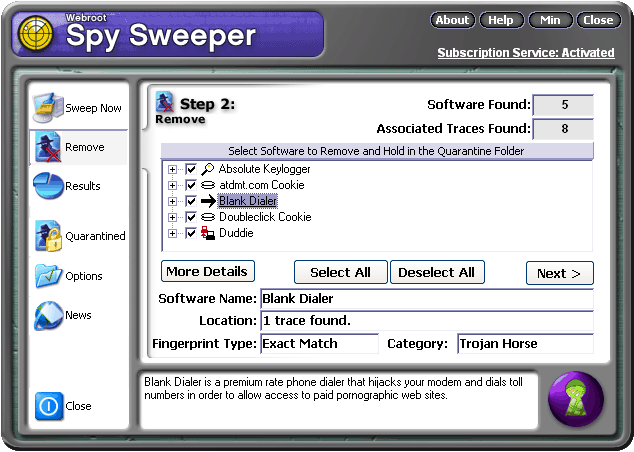 Webroot
Spy Sweeper
About Help Min Close
Subscription Service: Activated
Sweep Now
Remove
Results
Quarantined
Options
News
Close
Step 2:
Remove
Software Found: 5
Associated Traces Found: 8
Select Software to Remove and Hold in the Quarantine Folder
Absolute Keylogger
atdmt.com Cookie
Blank Dialer
Doubleclick Cookie
Duddie
More Details Select All Deselect All Next >
Software Name: Blank Dialer
Location: 1 trace found.
Fingerprint Type: Exact Match Category: Trojan Horse
Blank Dialer is a premium rate phone dialer that hijacks your modem and dials toll
numbers in order to allow access to paid pornographic web sites.